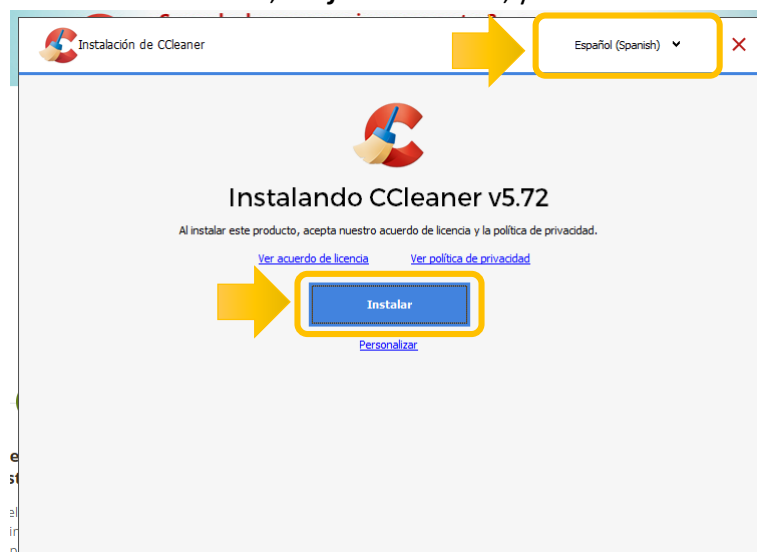 Instalación de CCleaner
Español (Spanish)
Instalando CCleaner v5.72
Al instalar este producto, acepta nuestro acuerdo de licencia y la política de privacidad.
Ver acuerdo de licencia Ver política de privacidad
Instalar
Personalizar